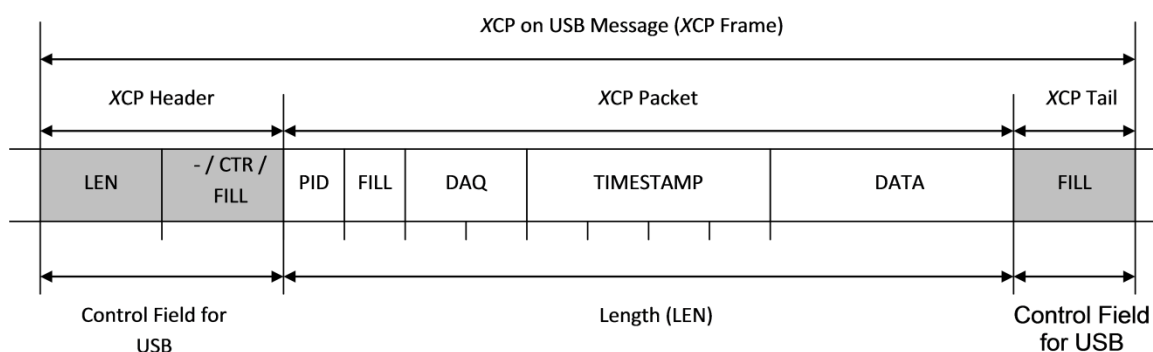 XCP on USB Message (XCP Frame)
XCP Header
XCP Packet
XCP Tail
LEN
- / CTR /
FILL
PID
FILL
DAQ
TIMESTAMP
DATA
FILL
Control Field for
USB
Length (LEN)
Control Field
for USB